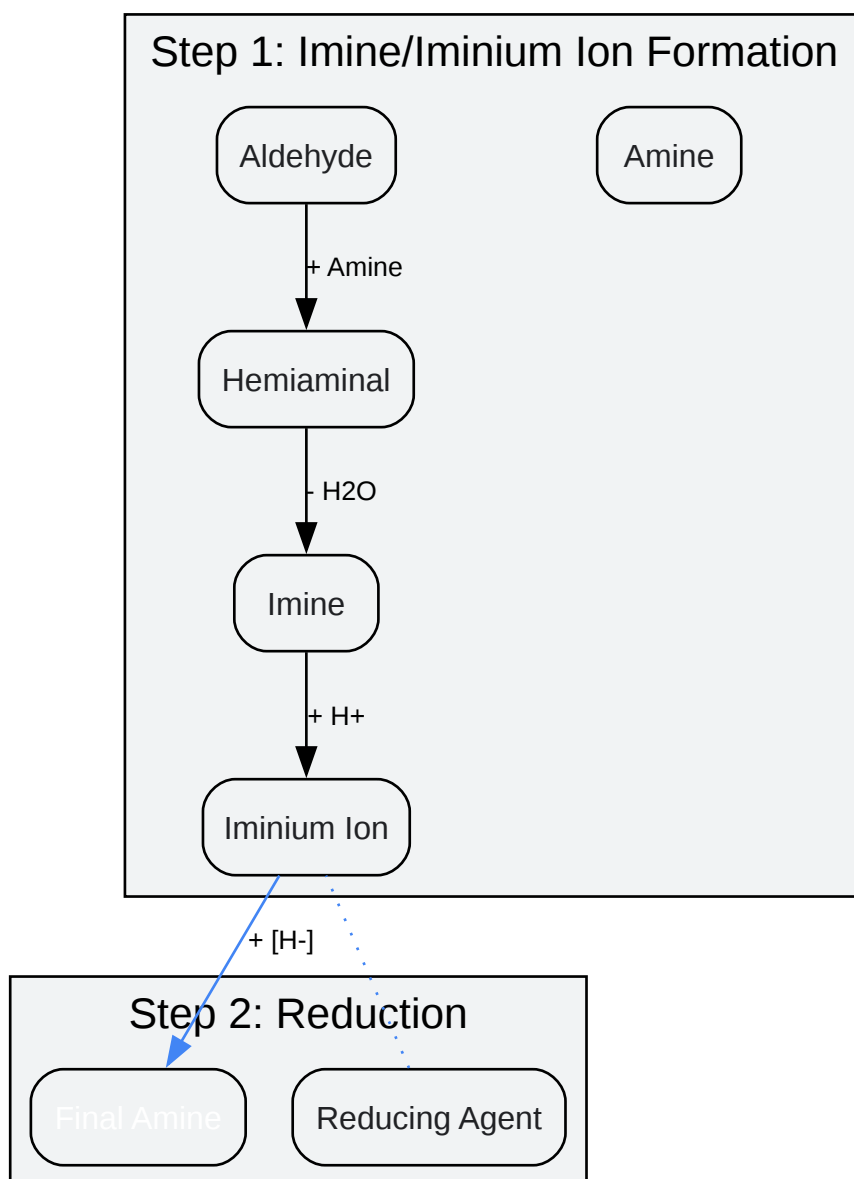 Step 1: Imine/Iminium Ion Formation
Aldehyde
Amine
+ Amine
Hemiaminal
- H2O
Imine
+ H+
Iminium Ion
+ [H-]
Step 2: Reduction
Final Amine
Reducing Agent